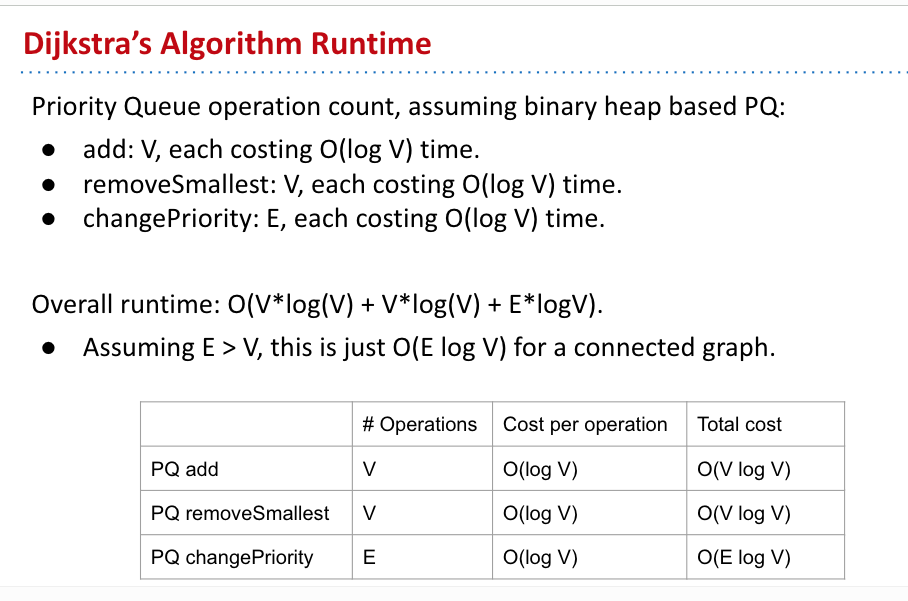 Dijkstra's Algorithm Runtime
Priority Queue operation count, assuming binary heap based PQ:
● add: V, each costing O(log V) time.
● removeSmallest: V, each costing O(log V) time.
● changePriority: E, each costing O(log V) time.
Overall runtime: O(V*log(V) + V*log(V) + E*logV).
● Assuming E > V, this is just O(E log V) for a connected graph.
# Operations Cost per operation Total cost
PQ add V O(log V) O(V log V)
PQ removeSmallest V O(log V) O(V log V)
PQ changePriority E O(log V) O(E log V)